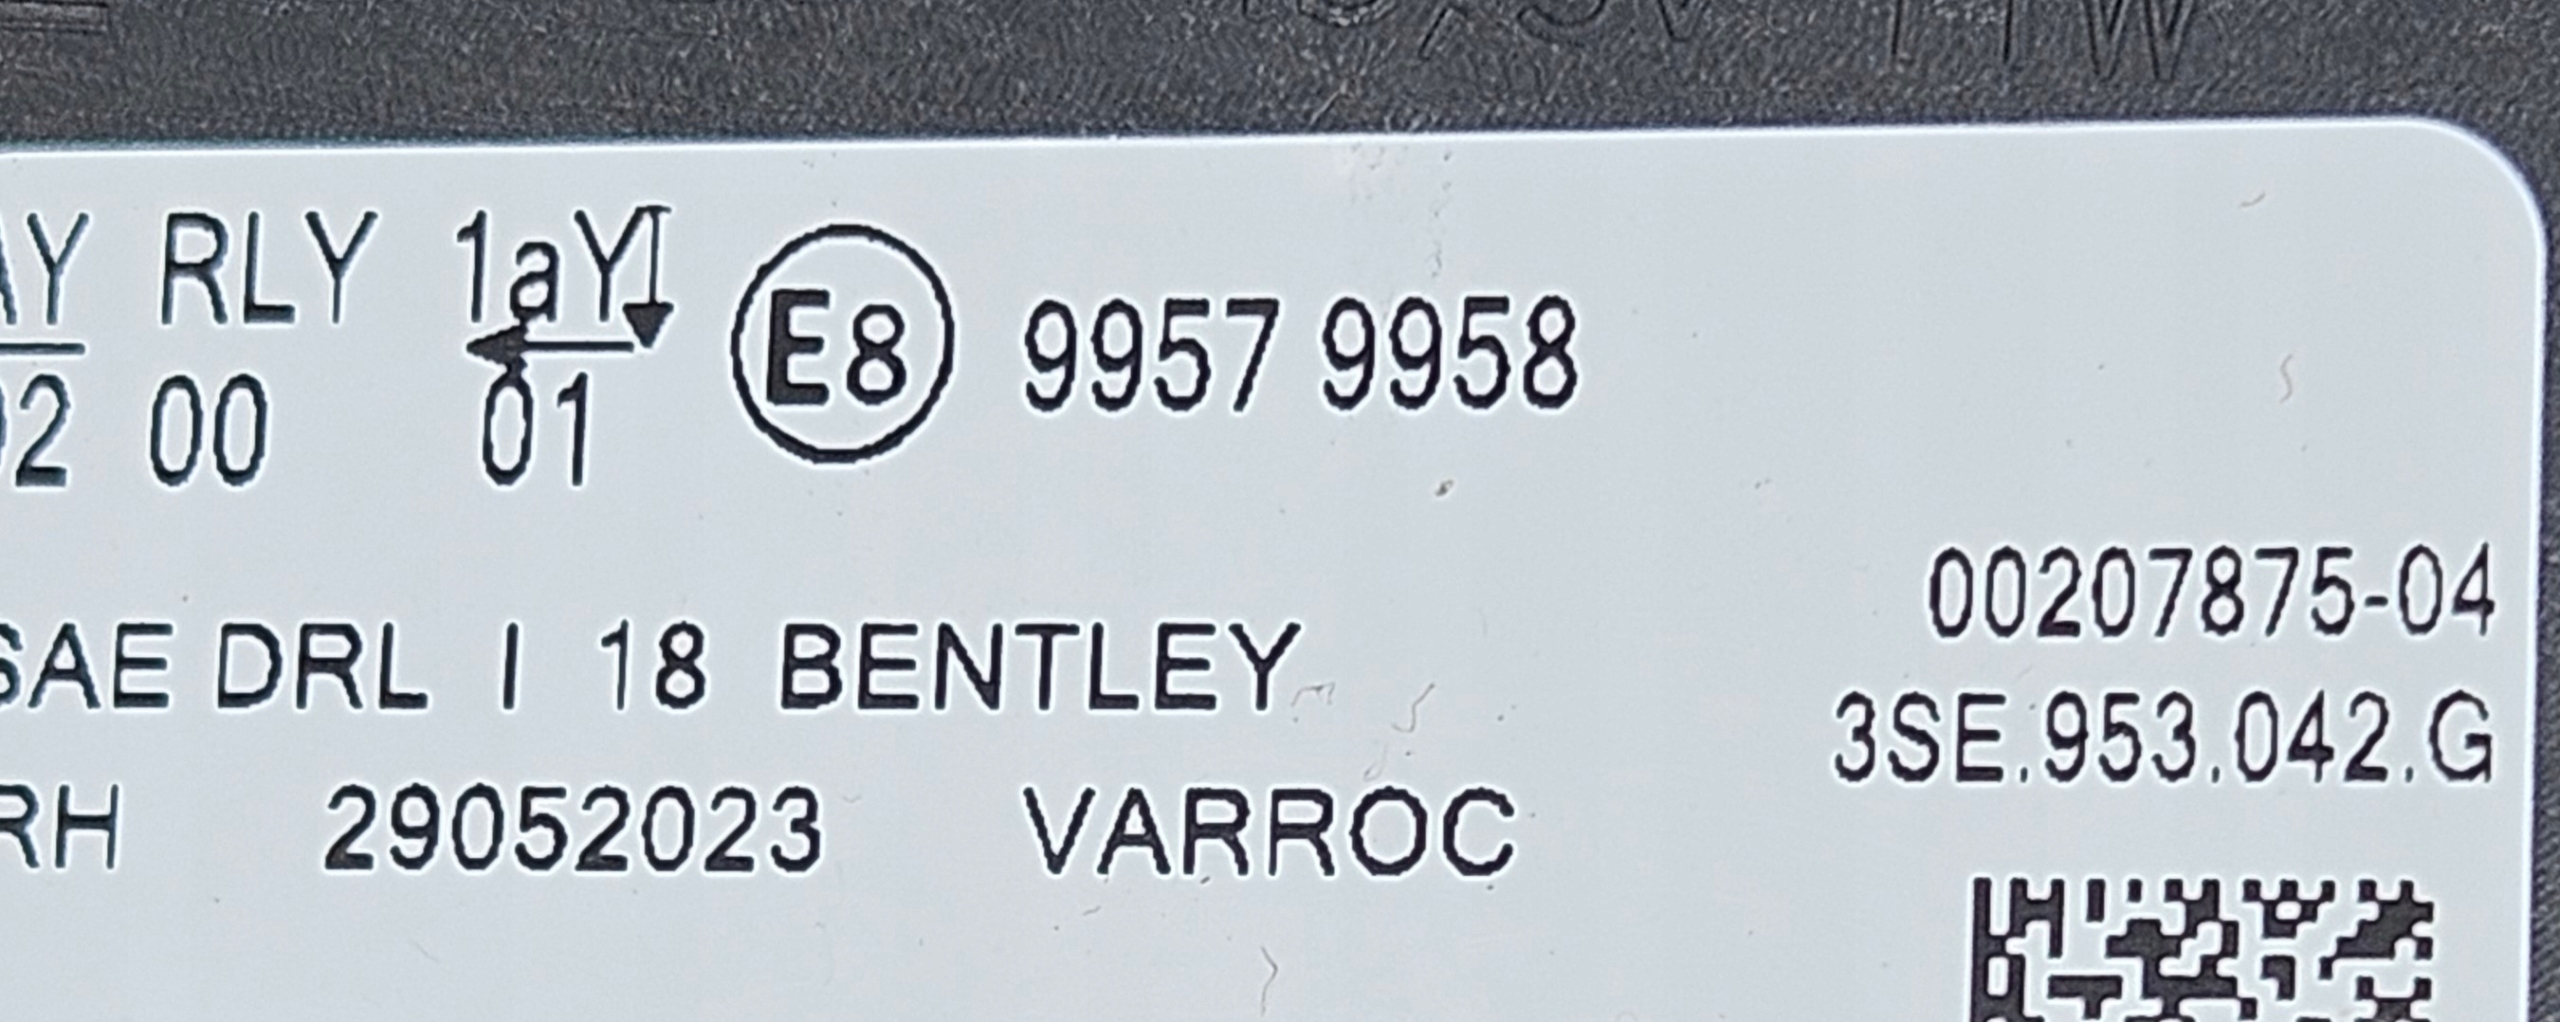 AY RLY 1aY E8 9957 9958
02 00 01
00207875-04
SAE DRL I 18 BENTLEY
3SE.953.042.G
RH 29052023 VARROC